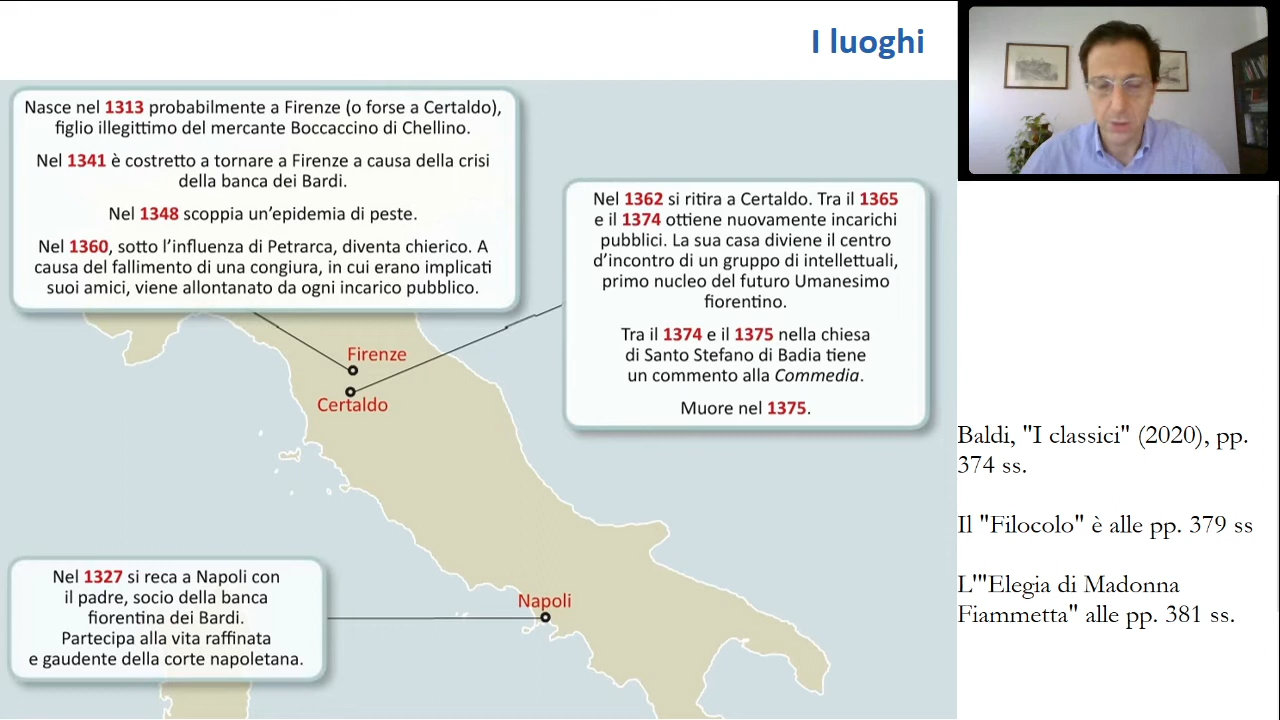 I luoghi
Nasce nel 1313 probabilmente a Firenze (o forse a Certaldo),
figlio illegittimo del mercante Boccaccino di Chellino.
Nel 1341 è costretto a tornare a Firenze a causa della crisi
della banca dei Bardi.
Nel 1348 scoppia un'epidemia di peste.
Nel 1360, sotto l'influenza di Petrarca, diventa chierico. A
causa del fallimento di una congiura, in cui erano implicati
suoi amici, viene allontanato da ogni incarico pubblico.
Nel 1362 si ritira a Certaldo. Tra il 1365
e il 1374 ottiene nuovamente incarichi
pubblici. La sua casa diviene il centro
d'incontro di un gruppo di intellettuali,
primo nucleo del futuro Umanesimo
fiorentino.
Tra il 1374 e il 1375 nella chiesa
di Santo Stefano di Badia tiene
un commento alla Commedia.
Muore nel 1375.
Firenze
Certaldo
Nel 1327 si reca a Napoli con
il padre, socio della banca
fiorentina dei Bardi.
Partecipa alla vita raffinata
e gaudente della corte napoletana.
Napoli
Baldi, "I classici" (2020), pp.
374 ss.
Il "Filocolo" è alle pp. 379 ss
L'"Elegia di Madonna
Fiammetta" alle pp. 381 ss.